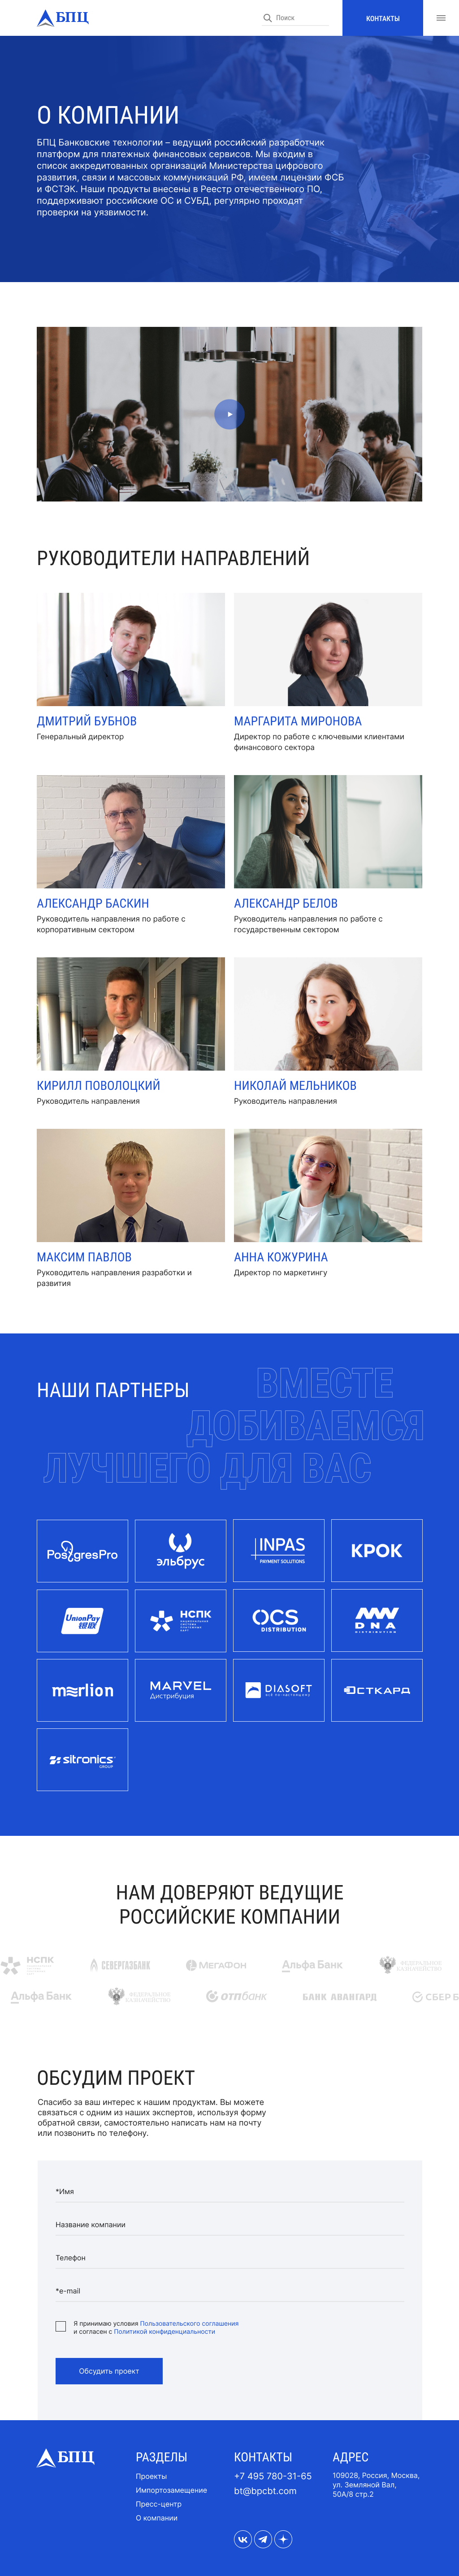 БПЦ
Поиск
КОНТАКТЫ
О КОМПАНИИ
БПЦ Банковские технологии – ведущий российский разработчик
платформ для платежных финансовых сервисов. Мы входим в
список аккредитованных организаций Министерства цифрового
развития, связи и массовых коммуникаций РФ, имеем лицензии ФСБ
и ФСТЭК. Наши продукты внесены в Реестр отечественного ПО,
поддерживают российские ОС и СУБД, регулярно проходят
проверки на уязвимости.
РУКОВОДИТЕЛИ НАПРАВЛЕНИЙ
ДМИТРИЙ БУБНОВ
Генеральный директор
МАРГАРИТА МИРОНОВА
Директор по работе с ключевыми клиентами
финансового сектора
АЛЕКСАНДР БАСКИН
Руководитель направления по работе с
корпоративным сектором
АЛЕКСАНДР БЕЛОВ
Руководитель направления по работе с
государственным сектором
КИРИЛЛ ПОВОЛОЦКИЙ
Руководитель направления
НИКОЛАЙ МЕЛЬНИКОВ
Руководитель направления
МАКСИМ ПАВЛОВ
Руководитель направления разработки и
развития
АННА КОЖУРИНА
Директор по маркетингу
НАШИ ПАРТНЕРЫ
ВМЕСТЕ
ДОБИВАЕМСЯ
ЛУЧШЕГО ДЛЯ ВАС
PostgresPro
эльбрус
INPAS
PAYMENT SOLUTIONS
КРОК
UnionPay
银联
НСПК
НАЦИОНАЛЬНАЯ
СИСТЕМА
ПЛАТЕЖНЫХ
КАРТ
OCS
DISTRIBUTION
DNA
DISTRIBUTION
merlion
MARVEL
Дистрибуция
DIASOFT
ВСЁ ПО-НАСТОЯЩЕМУ
ОСТКАРД
sitronics
GROUP
НАМ ДОВЕРЯЮТ ВЕДУЩИЕ
РОССИЙСКИЕ КОМПАНИИ
НСПК
СЕВЕРГАЗБАНК
МЕГАФОН
Альфа Банк
ФЕДЕРАЛЬНОЕ
КАЗНАЧЕЙСТВО
Альфа Банк
ФЕДЕРАЛЬНОЕ
КАЗНАЧЕЙСТВО
отпбанк
БАНК АВАНГАРД
СБЕР Б
ОБСУДИМ ПРОЕКТ
Спасибо за ваш интерес к нашим продуктам. Вы можете
связаться с одним из наших экспертов, используя форму
обратной связи, самостоятельно написать нам на почту
или позвонить по телефону.
*Имя
Название компании
Телефон
*e-mail
Я принимаю условия Пользовательского соглашения
и согласен с Политикой конфиденциальности
Обсудить проект
БПЦ
РАЗДЕЛЫ
Проекты
Импортозамещение
Пресс-центр
О компании
КОНТАКТЫ
+7 495 780-31-65
bt@bpcbt.com
АДРЕС
109028, Россия, Москва,
ул. Земляной Вал,
50А/8 стр.2